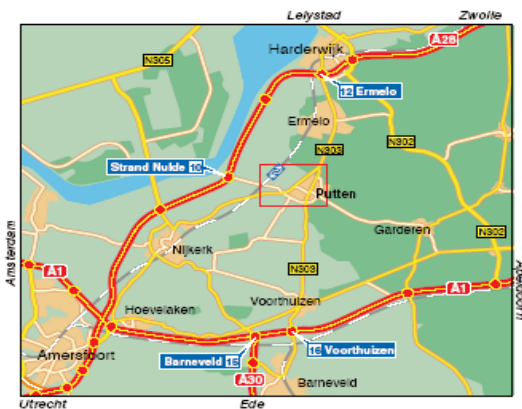 Lelystad
Zwolle
Harderwijk
A28
N305
12 Ermelo
Ermelo
N302
N303
Strand Nulde 10
Putten
Garderen
N302
Nijkerk
Amsterdam
A1
N303
Hoevelaken
Voorthuizen
A1
Apeldoorn
Amersfoort
Barneveld 15
16 Voorthuizen
A30
Barneveld
Utrecht
Ede